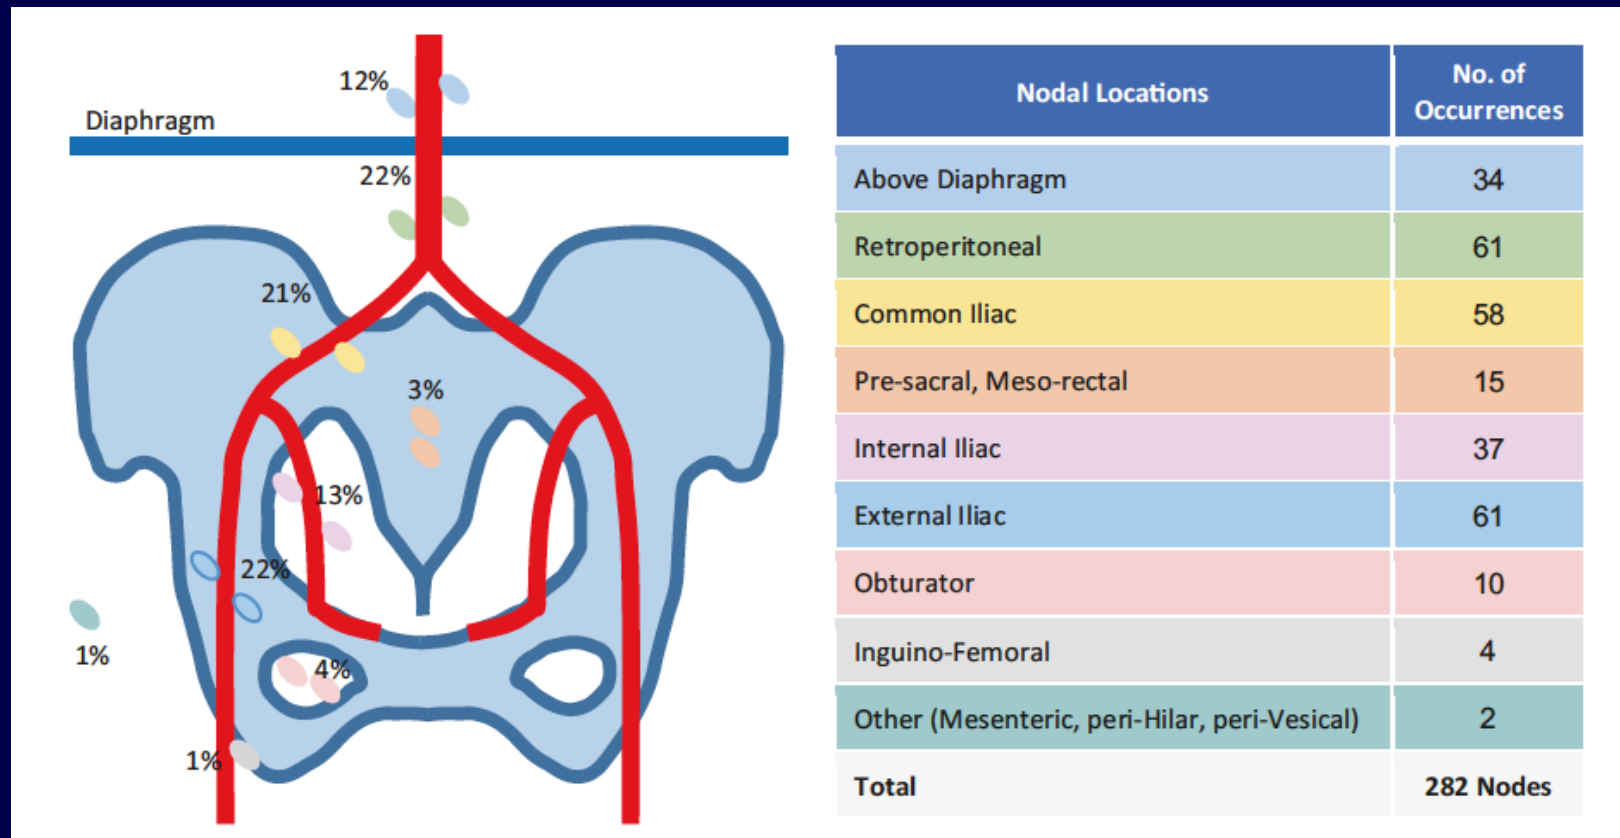 12%
Diaphragm
22%
21%
3%
13%
22%
1%
4%
1%
Nodal Locations No. of
Occurrences
Above Diaphragm 34
Retroperitoneal 61
Common Iliac 58
Pre-sacral, Meso-rectal 15
Internal Iliac 37
External Iliac 61
Obturator 10
Inguino-Femoral 4
Other (Mesenteric, peri-Hilar, peri-Vesical) 2
Total 282 Nodes